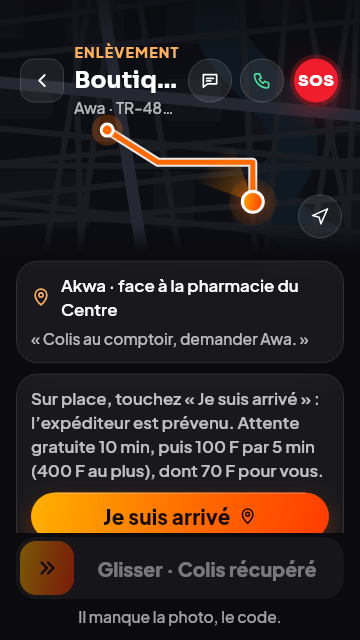 ENLÈVEMENT
Boutiq...
SOS
Awa · TR-48...
Akwa · face à la pharmacie du
Centre
« Colis au comptoir, demander Awa. »
Sur place, touchez « Je suis arrivé » :
l'expéditeur est prévenu. Attente
gratuite 10 min, puis 100 F par 5 min
(400 F au plus), dont 70 F pour vous.
Je suis arrivé
Glisser · Colis récupéré
Il manque la photo, le code.